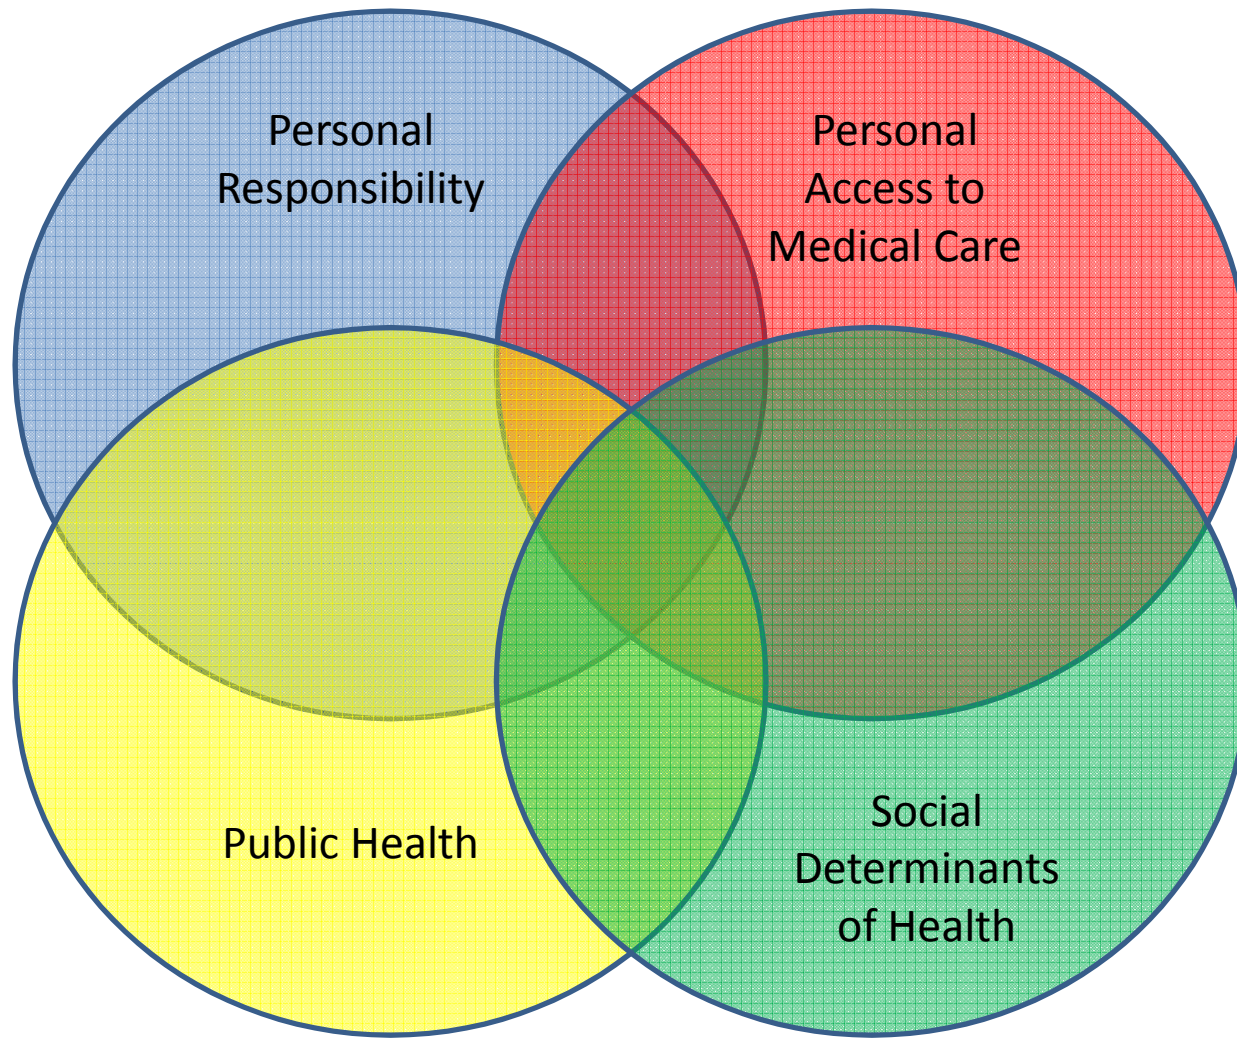 Personal
Responsibility
Personal
Access to
Medical Care
Public Health
Social
Determinants
of Health